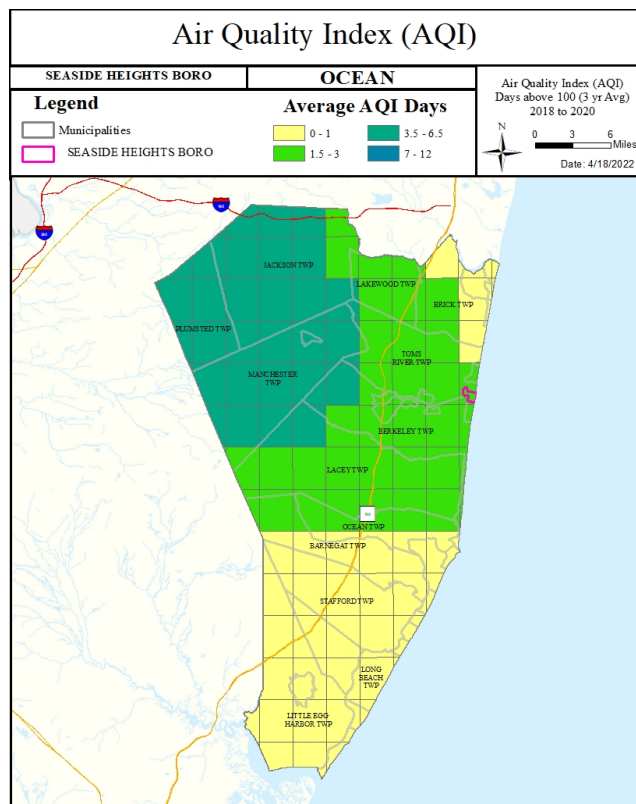 Air Quality Index (AQI)
SEASIDE HEIGHTS BORO
OCEAN
Legend
Municipalities
SEASIDE HEIGHTS BORO
Average AQI Days
0 - 1
3.5 - 6.5
1.5 - 3
7 - 12
Air Quality Index (AQI)
Days above 100 (3 yr Avg)
2018 to 2020
N
0 3 6
Miles
Date: 4/18/2022
JACKSON TWP
LAKEWOOD TWP
BRICK TWP
PLUMSTED TWP
TOMS
RIVER TWP
MANCHESTER
TWP
BERKELEY TWP
LACEY TWP
OCEAN TWP
BARNEGAT TWP
STAFFORD TWP
LONG
BEACH
TWP
LITTLE EGG
HARBOR TWP